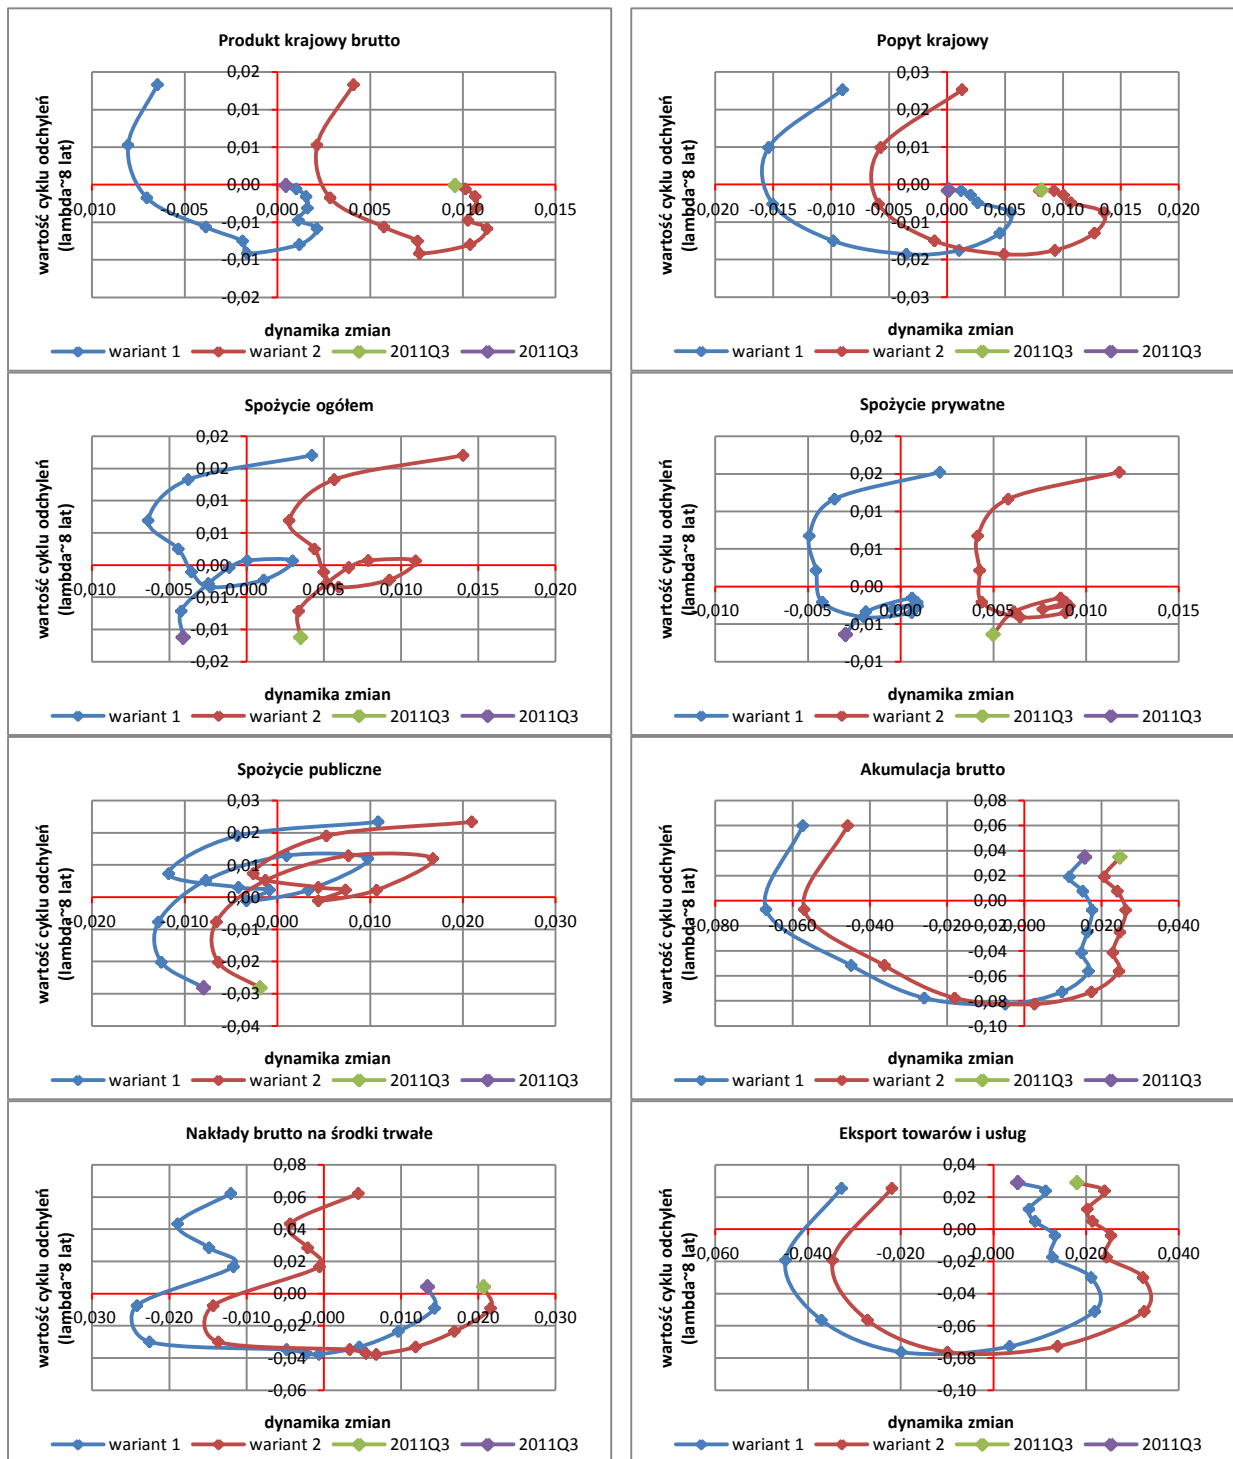 Produkt krajowy brutto
wartość cyklu odchyleń
(lambda~8 lat)
0,02
0,01
0,01
0,00
-0,01
-0,01
-0,02
-0,010
-0,005
0,000
0,005
0,010
0,015
dynamika zmian
wariant 1
wariant 2
2011Q3
2011Q3
Popyt krajowy
wartość cyklu odchyleń
(lambda~8 lat)
0,03
0,02
0,01
0,00
-0,01
-0,02
-0,03
-0,020
-0,015
-0,010
-0,005
0,000
0,005
0,010
0,015
0,020
dynamika zmian
wariant 1
wariant 2
2011Q3
2011Q3
Spożycie ogółem
wartość cyklu odchyleń
(lambda~8 lat)
0,02
0,02
0,01
0,01
0,00
-0,01
-0,01
-0,02
-0,010
-0,005
0,000
0,005
0,010
0,015
0,020
dynamika zmian
wariant 1
wariant 2
2011Q3
2011Q3
Spożycie prywatne
wartość cyklu odchyleń
(lambda~8 lat)
0,02
0,02
0,01
0,01
0,00
-0,01
-0,01
-0,010
-0,005
0,000
0,005
0,010
0,015
dynamika zmian
wariant 1
wariant 2
2011Q3
2011Q3
Spożycie publiczne
wartość cyklu odchyleń
(lambda~8 lat)
0,03
0,02
0,01
0,00
-0,01
-0,02
-0,03
-0,04
-0,020
-0,010
0,000
0,010
0,020
0,030
dynamika zmian
wariant 1
wariant 2
2011Q3
2011Q3
Akumulacja brutto
wartość cyklu odchyleń
(lambda~8 lat)
0,08
0,06
0,04
0,02
0,00
-0,02
-0,04
-0,06
-0,08
-0,10
-0,080
-0,060
-0,040
-0,020
0,000
0,020
0,040
dynamika zmian
wariant 1
wariant 2
2011Q3
2011Q3
Nakłady brutto na środki trwałe
wartość cyklu odchyleń
(lambda~8 lat)
0,08
0,06
0,04
0,02
0,00
-0,02
-0,04
-0,06
-0,030
-0,020
-0,010
0,000
0,010
0,020
0,030
dynamika zmian
wariant 1
wariant 2
2011Q3
2011Q3
Eksport towarów i usług
wartość cyklu odchyleń
(lambda~8 lat)
0,04
0,02
0,00
-0,02
-0,04
-0,06
-0,08
-0,10
-0,060
-0,040
-0,020
0,000
0,020
0,040
dynamika zmian
wariant 1
wariant 2
2011Q3
2011Q3